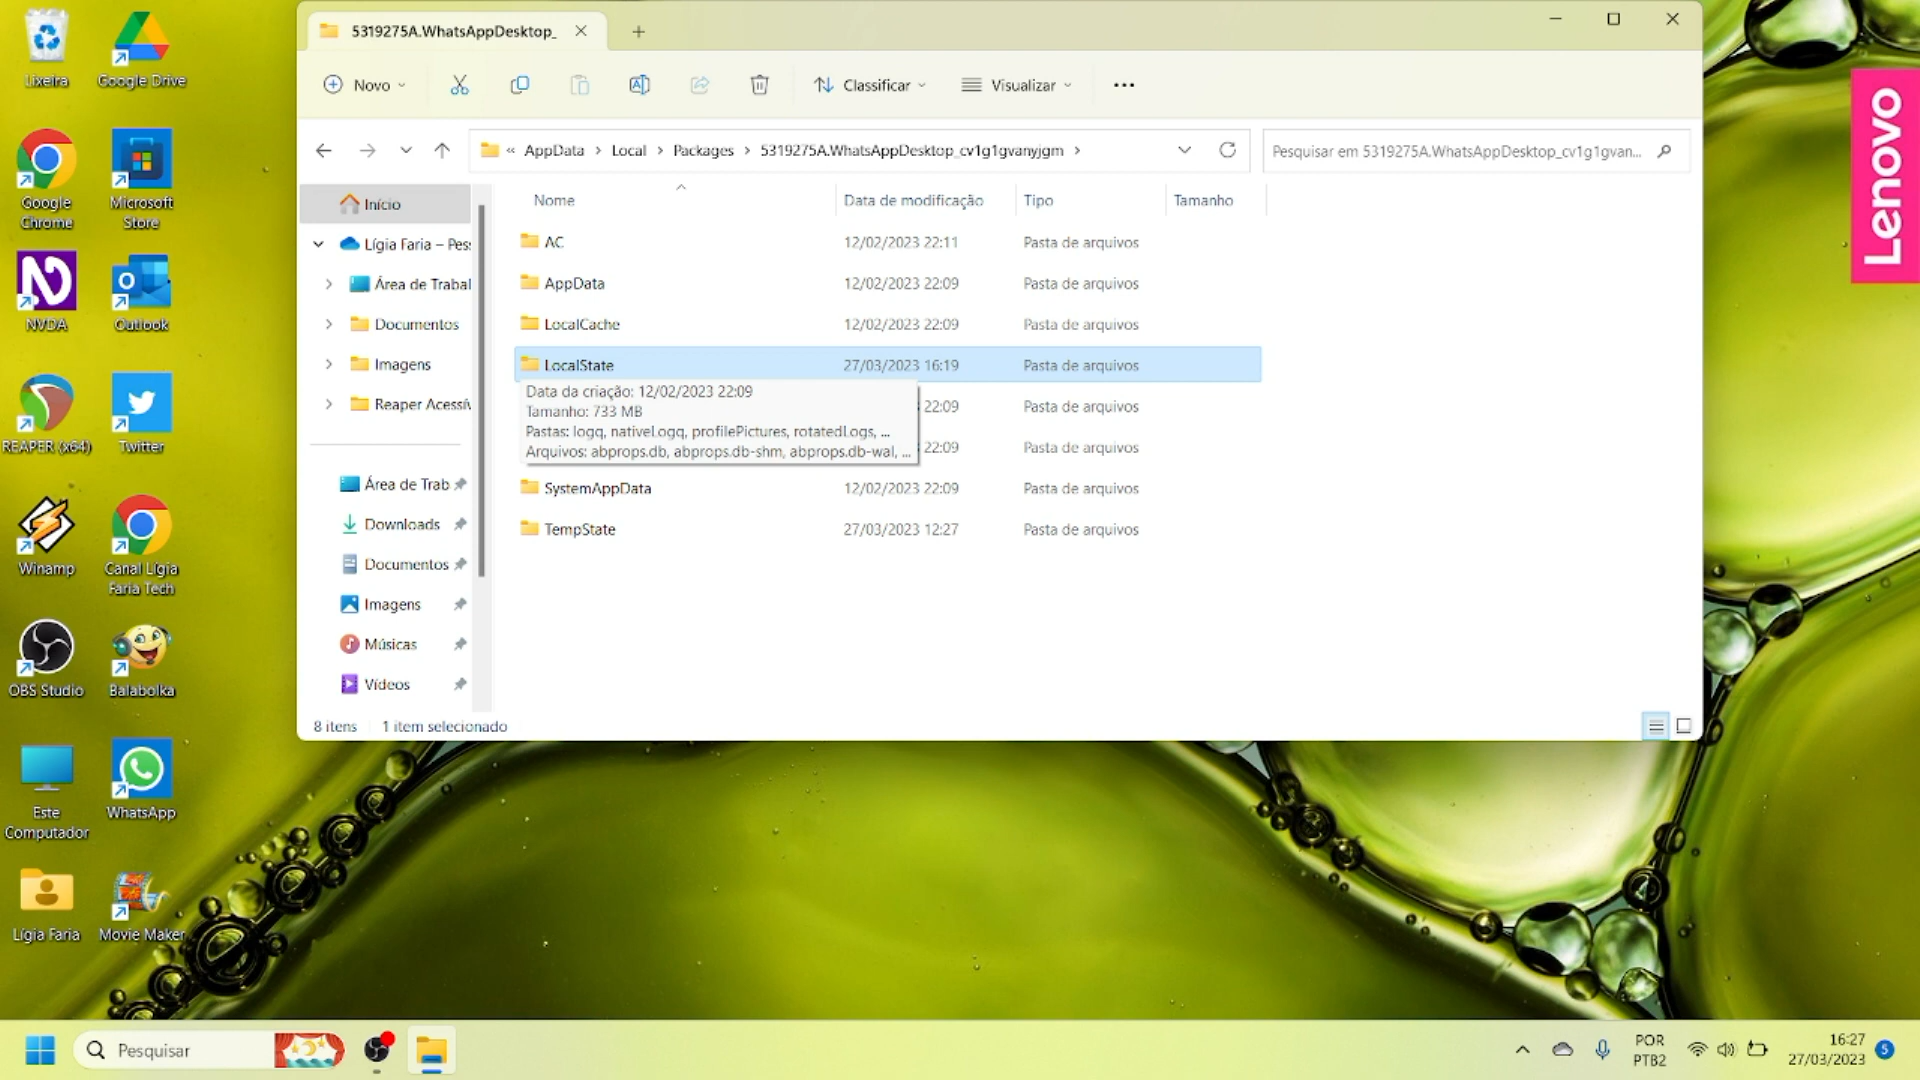 Lixeira
Google Drive
Google
Chrome
Microsoft
Store
NVDA
Outlook
REAPER (x64)
Twitter
Winamp
Canal Lígia
Faria Tech
OBS Studio
Balabolka
Este
Computador
WhatsApp
Lígia Faria
Movie Maker
5319275A.WhatsAppDesktop_
Novo
Classificar
Visualizar
« AppData > Local > Packages > 5319275A.WhatsAppDesktop_cv1g1gvanyjgm >
Pesquisar em 5319275A.WhatsAppDesktop_cv1g1gvan...
Início
Lígia Faria – Pes
Área de Trabal
Documentos
Imagens
Reaper Acessív
Área de Trab
Downloads
Documentos
Imagens
Músicas
Vídeos
Nome Data de modificação Tipo Tamanho
AC 12/02/2023 22:11 Pasta de arquivos
AppData 12/02/2023 22:09 Pasta de arquivos
LocalCache 12/02/2023 22:09 Pasta de arquivos
LocalState 27/03/2023 16:19 Pasta de arquivos
Data da criação: 12/02/2023 22:09
Tamanho: 733 MB
Pastas: logq, nativeLogq, profilePictures, rotatedLogs, ...
Arquivos: abprops.db, abprops.db-shm, abprops.db-wal, ...
22:09 Pasta de arquivos
22:09 Pasta de arquivos
SystemAppData 12/02/2023 22:09 Pasta de arquivos
TempState 27/03/2023 12:27 Pasta de arquivos
8 itens 1 item selecionado
Lenovo
Pesquisar
POR
PTB2
16:27
27/03/2023
5